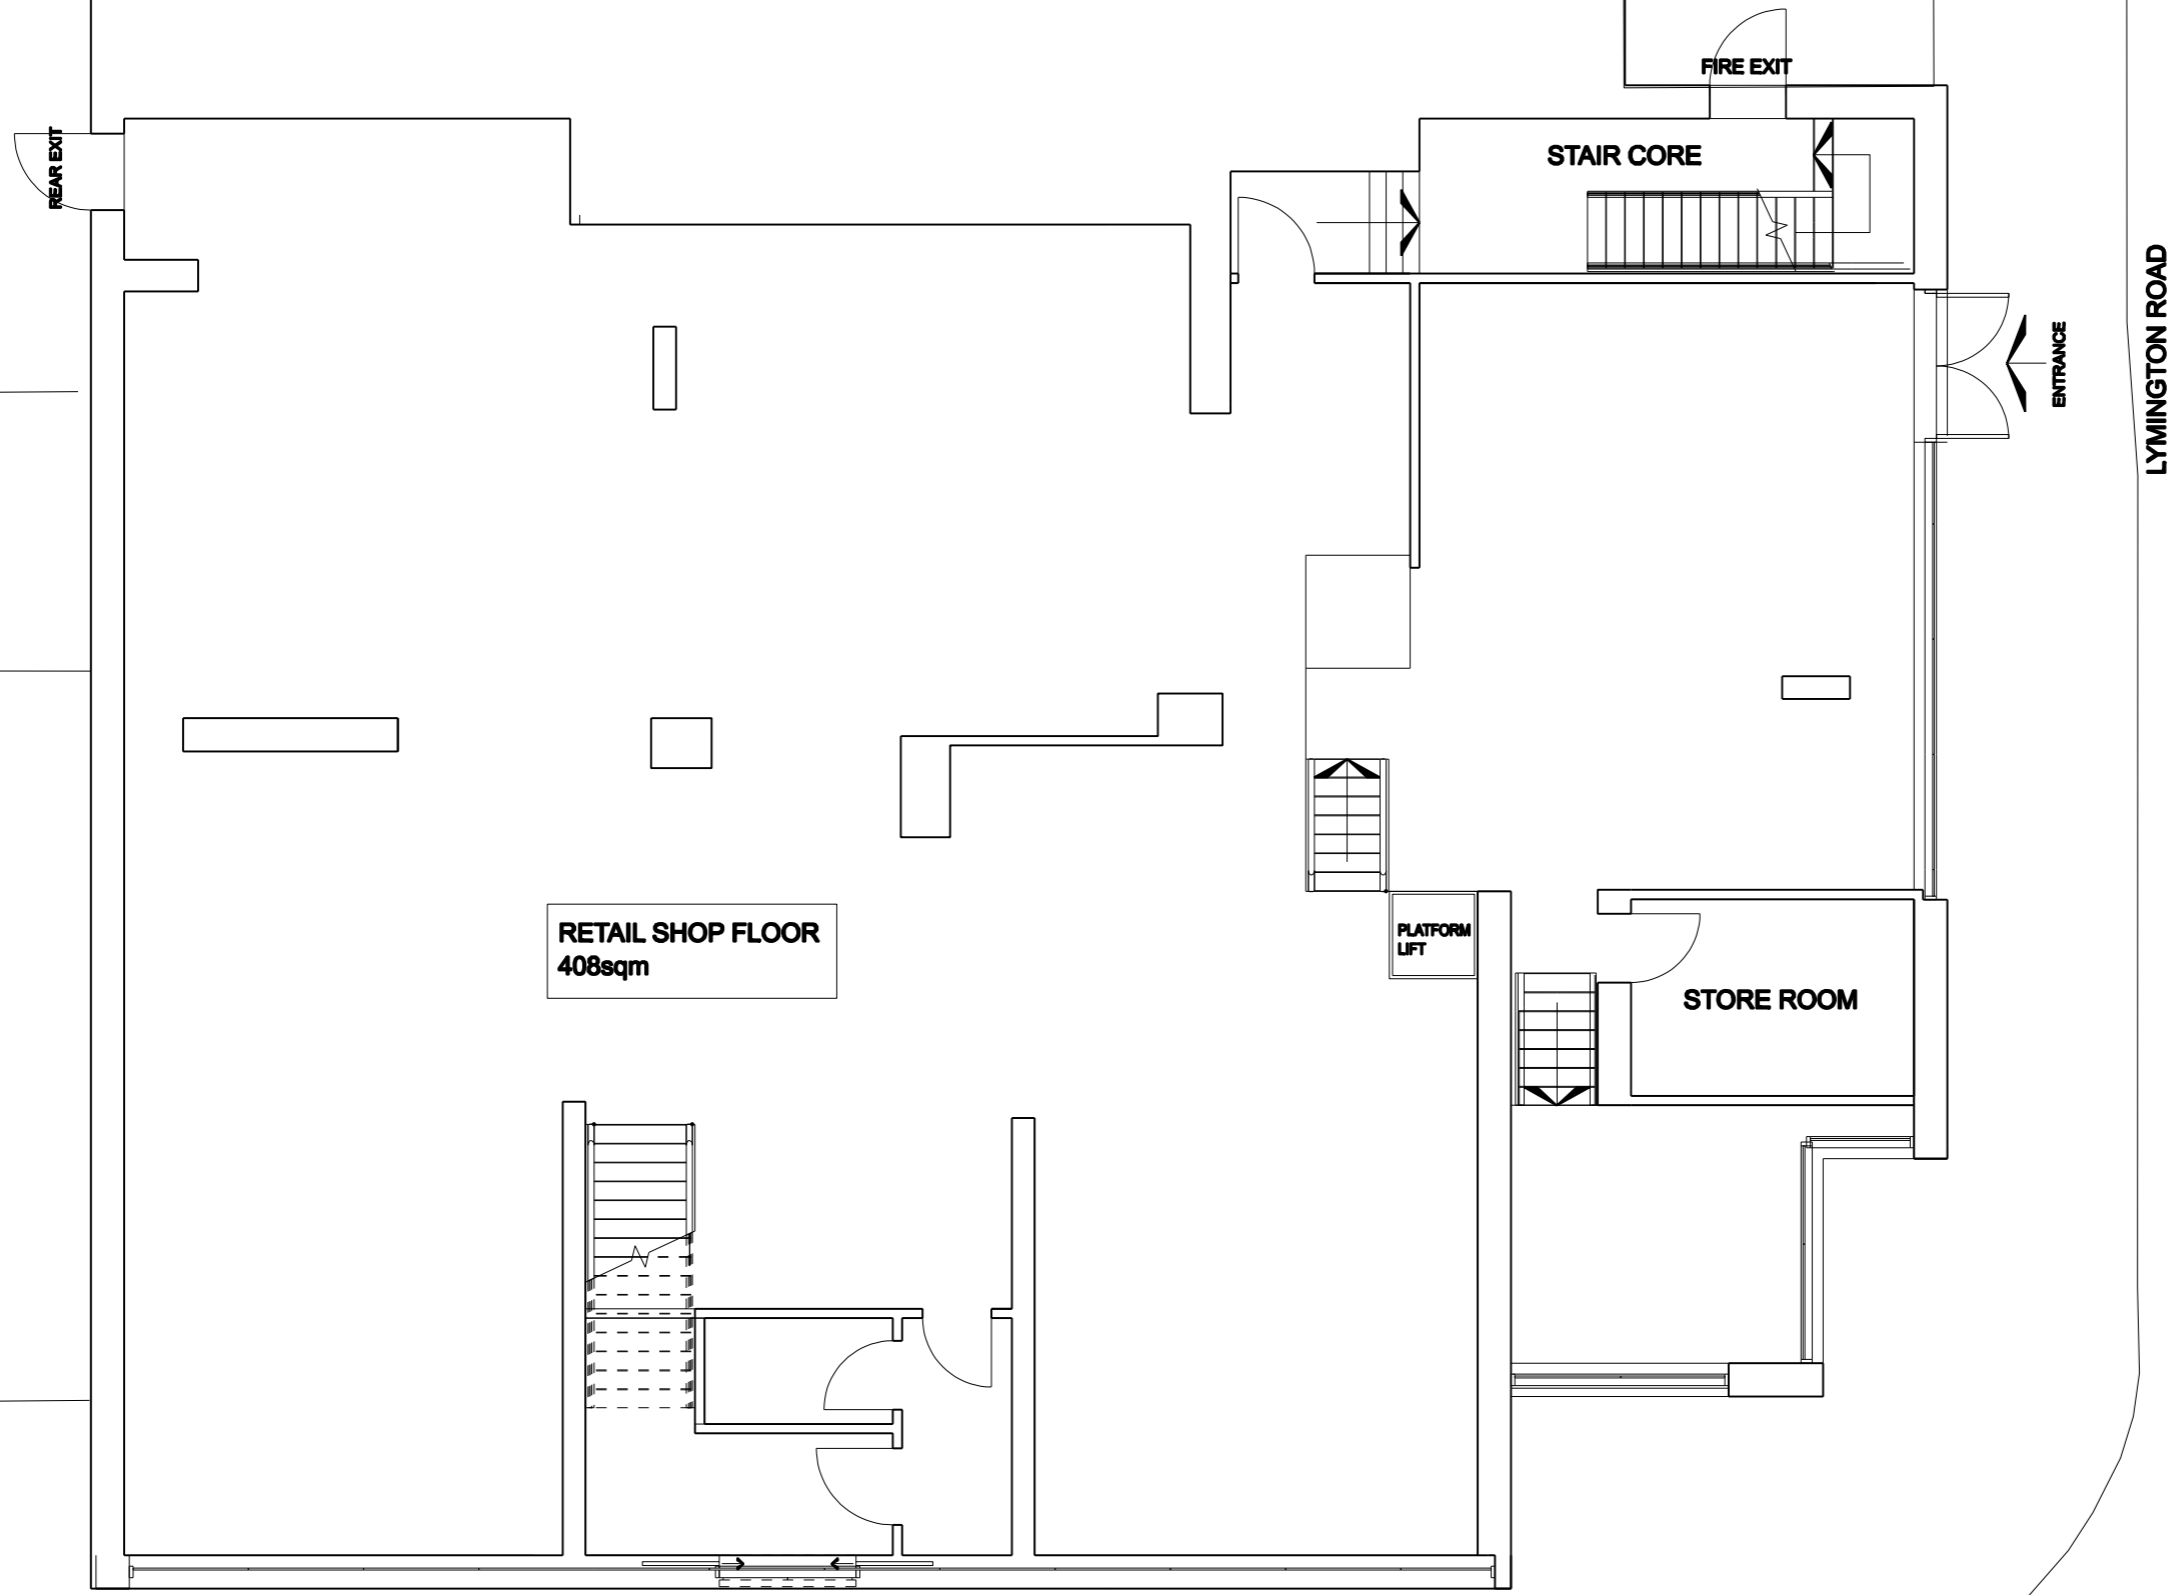 FIRE EXIT
REAR EXIT
STAIR CORE
ENTRANCE
LYMINGTON ROAD
RETAIL SHOP FLOOR
408sqm
PLATFORM
LIFT
STORE ROOM